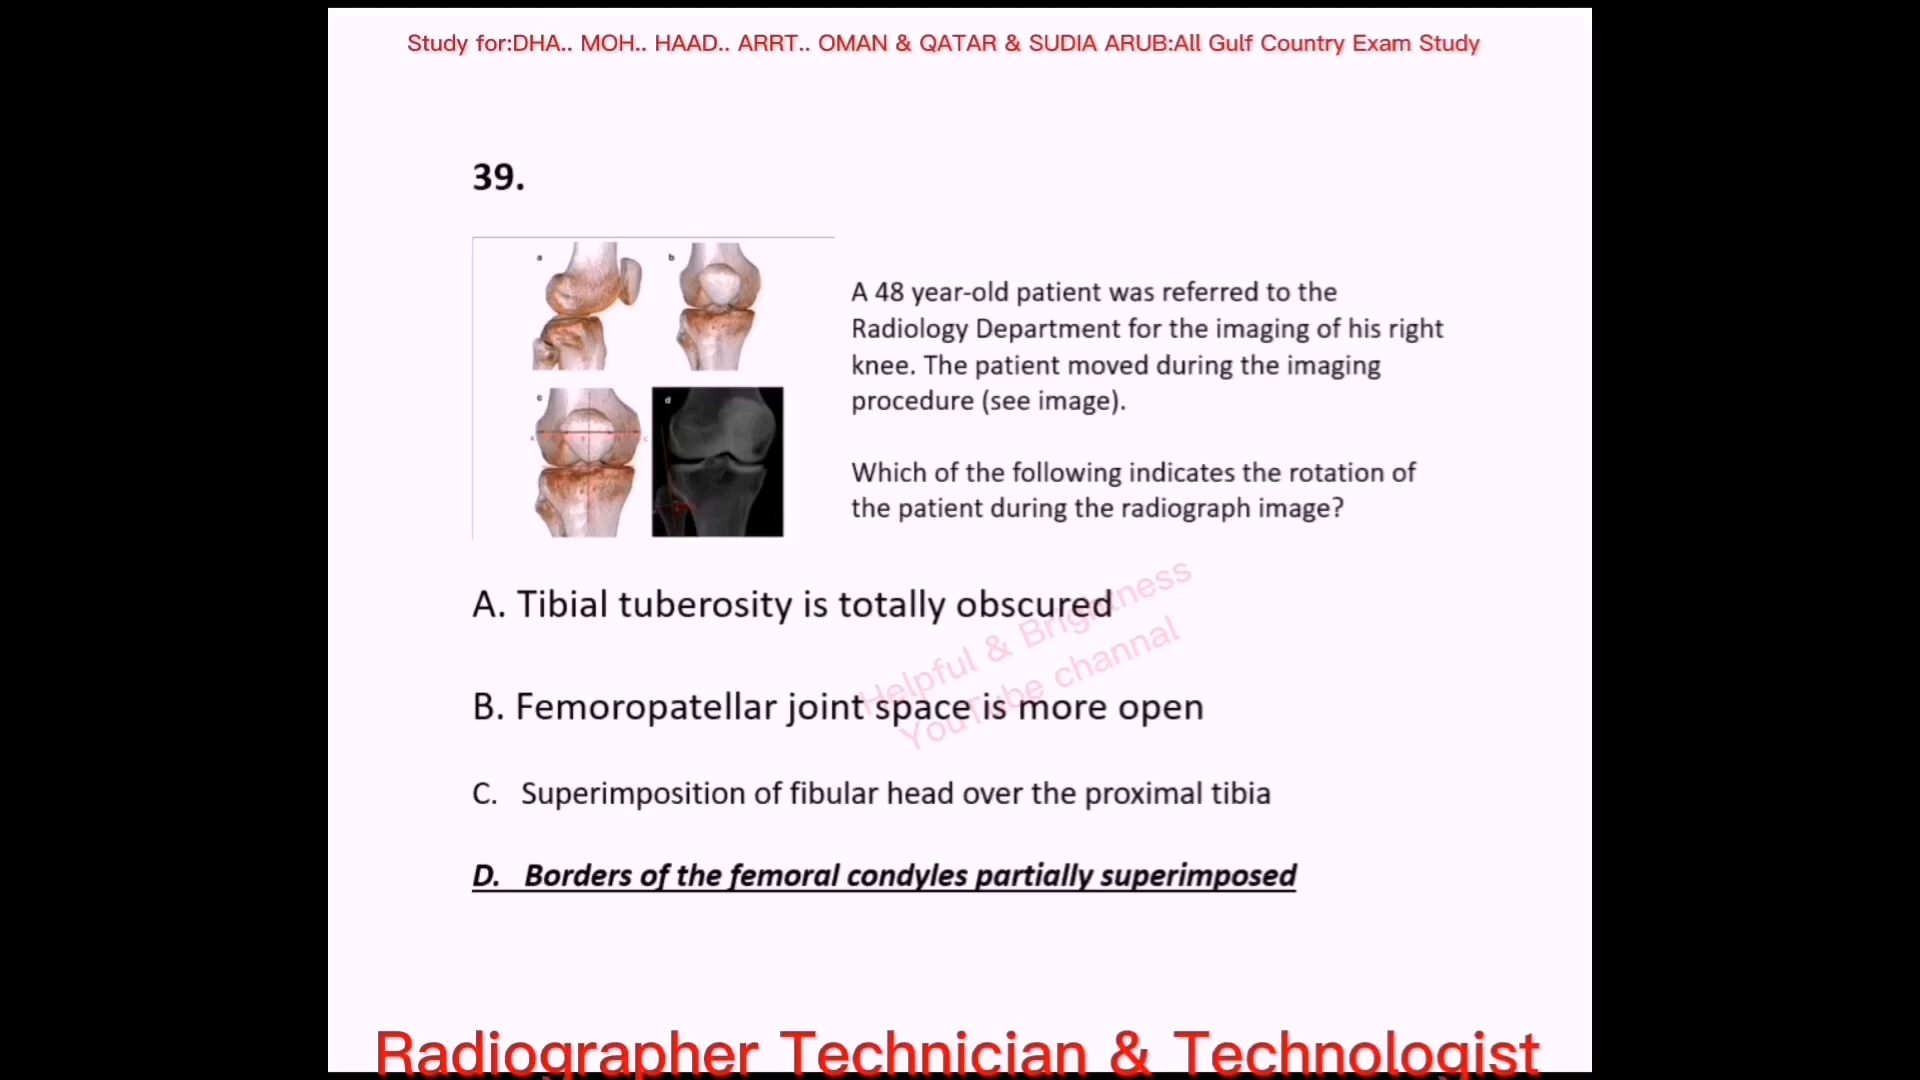 Study for:DHA.. MOH.. HAAD.. ARRT.. OMAN & QATAR & SUDIA ARUB:All Gulf Country Exam Study
39.
a
b
c
d
A 48 year-old patient was referred to the
Radiology Department for the imaging of his right
knee. The patient moved during the imaging
procedure (see image).
Which of the following indicates the rotation of
the patient during the radiograph image?
A. Tibial tuberosity is totally obscured
B. Femoropatellar joint space is more open
C. Superimposition of fibular head over the proximal tibia
D. Borders of the femoral condyles partially superimposed
Helpful & Brightness
YouTube channal
Radiographer Technician & Technologist